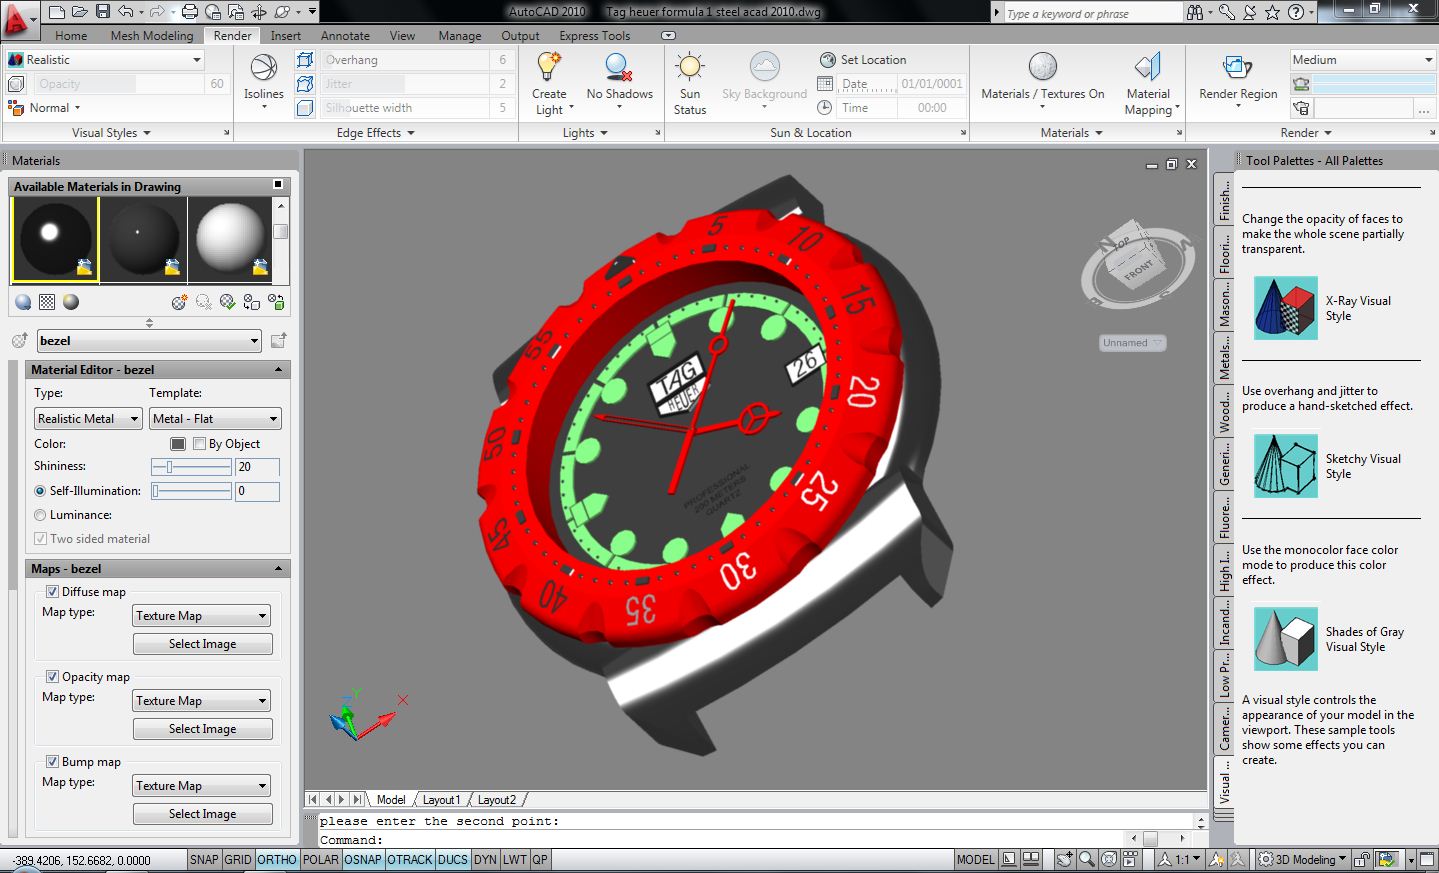 AutoCAD 2010 Tag heuer formula 1 steel acad 2010.dwg
Type a keyword or phrase
Home Mesh Modeling Render Insert Annotate View Manage Output Express Tools
Realistic
Opacity 60
Normal
Visual Styles
Isolines
Overhang 6
Jitter 2
Silhouette width 5
Edge Effects
Create Light
No Shadows
Lights
Sun Status
Sky Background
Set Location
Date 01/01/0001
Time 00:00
Sun & Location
Materials / Textures On
Material Mapping
Materials
Render Region
Medium
Render
Materials
Available Materials in Drawing
bezel
Material Editor - bezel
Type: Template:
Realistic Metal Metal - Flat
Color: By Object
Shininess: 20
Self-Illumination: 0
Luminance:
Two sided material
Maps - bezel
Diffuse map
Map type: Texture Map
Select Image
Opacity map
Map type: Texture Map
Select Image
Bump map
Map type: Texture Map
Select Image
5
10
15
20
25
30
35
40
45
50
55
TAG
HEUER
26
PROFESSIONAL
200 METERS
QUARTZ
TOP
FRONT
N
W
S
E
Unnamed
X
Y
Z
Model Layout1 Layout2
please enter the second point:
Command:
Tool Palettes - All Palettes
Finish...
Floori...
Mason...
Metals...
Wood...
Generi...
Fluore...
High I...
Incand...
Low Pr...
Camer...
Visual ...
Change the opacity of faces to
make the whole scene partially
transparent.
X-Ray Visual
Style
Use overhang and jitter to
produce a hand-sketched effect.
Sketchy Visual
Style
Use the monocolor face color
mode to produce this color
effect.
Shades of Gray
Visual Style
A visual style controls the
appearance of your model in the
viewport. These sample tools
show some effects you can
create.
-389.4206, 152.6682, 0.0000 SNAP GRID ORTHO POLAR OSNAP OTRACK DUCS DYN LWT QP MODEL 1:1 3D Modeling